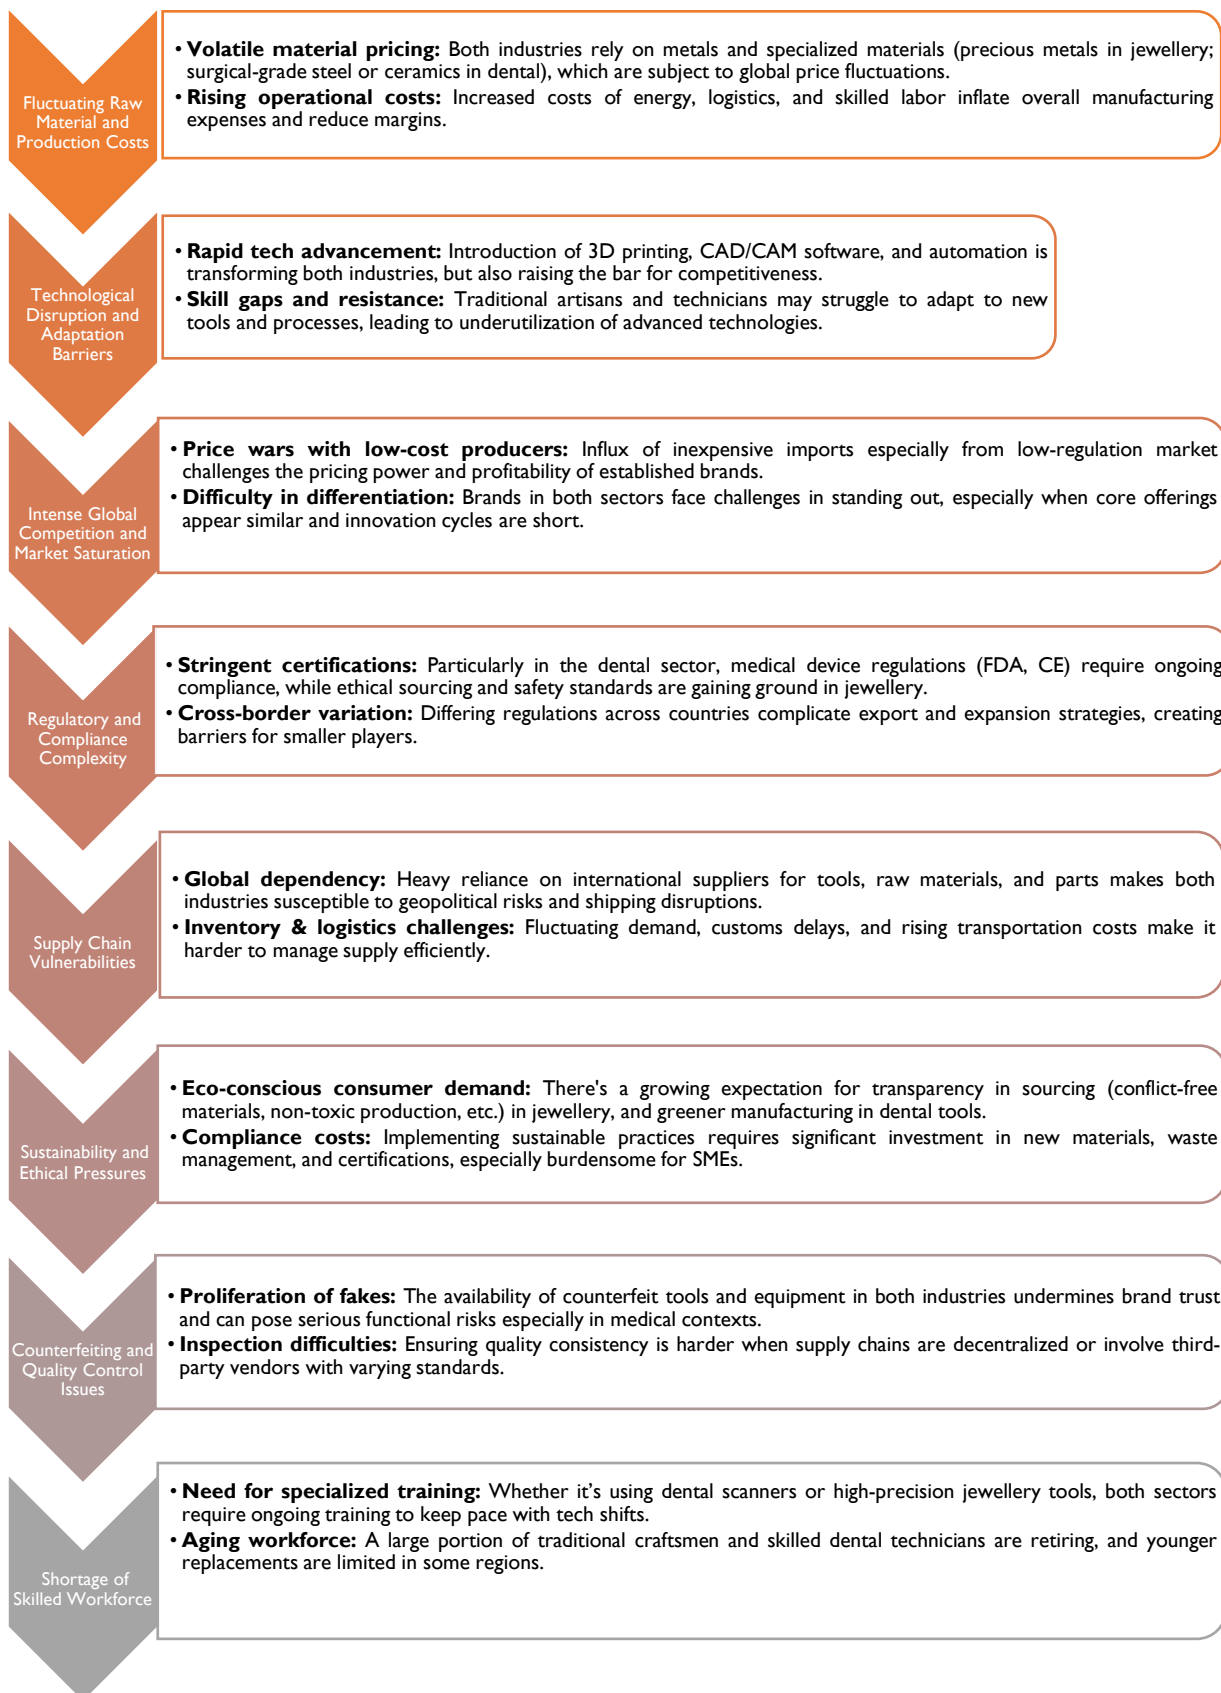 Fluctuating Raw
Material and
Production Costs
• Volatile material pricing: Both industries rely on metals and specialized materials (precious metals in jewellery;
surgical-grade steel or ceramics in dental), which are subject to global price fluctuations.
• Rising operational costs: Increased costs of energy, logistics, and skilled labor inflate overall manufacturing
expenses and reduce margins.
Technological
Disruption and
Adaptation
Barriers
• Rapid tech advancement: Introduction of 3D printing, CAD/CAM software, and automation is
transforming both industries, but also raising the bar for competitiveness.
• Skill gaps and resistance: Traditional artisans and technicians may struggle to adapt to new
tools and processes, leading to underutilization of advanced technologies.
Intense Global
Competition and
Market Saturation
• Price wars with low-cost producers: Influx of inexpensive imports especially from low-regulation market
challenges the pricing power and profitability of established brands.
• Difficulty in differentiation: Brands in both sectors face challenges in standing out, especially when core offerings
appear similar and innovation cycles are short.
Regulatory and
Compliance
Complexity
• Stringent certifications: Particularly in the dental sector, medical device regulations (FDA, CE) require ongoing
compliance, while ethical sourcing and safety standards are gaining ground in jewellery.
• Cross-border variation: Differing regulations across countries complicate export and expansion strategies, creating
barriers for smaller players.
Supply Chain
Vulnerabilities
• Global dependency: Heavy reliance on international suppliers for tools, raw materials, and parts makes both
industries susceptible to geopolitical risks and shipping disruptions.
• Inventory & logistics challenges: Fluctuating demand, customs delays, and rising transportation costs make it
harder to manage supply efficiently.
Sustainability and
Ethical Pressures
• Eco-conscious consumer demand: There's a growing expectation for transparency in sourcing (conflict-free
materials, non-toxic production, etc.) in jewellery, and greener manufacturing in dental tools.
• Compliance costs: Implementing sustainable practices requires significant investment in new materials, waste
management, and certifications, especially burdensome for SMEs.
Counterfeiting and
Quality Control
Issues
• Proliferation of fakes: The availability of counterfeit tools and equipment in both industries undermines brand trust
and can pose serious functional risks especially in medical contexts.
• Inspection difficulties: Ensuring quality consistency is harder when supply chains are decentralized or involve third-
party vendors with varying standards.
Shortage of
Skilled Workforce
• Need for specialized training: Whether it’s using dental scanners or high-precision jewellery tools, both sectors
require ongoing training to keep pace with tech shifts.
• Aging workforce: A large portion of traditional craftsmen and skilled dental technicians are retiring, and younger
replacements are limited in some regions.